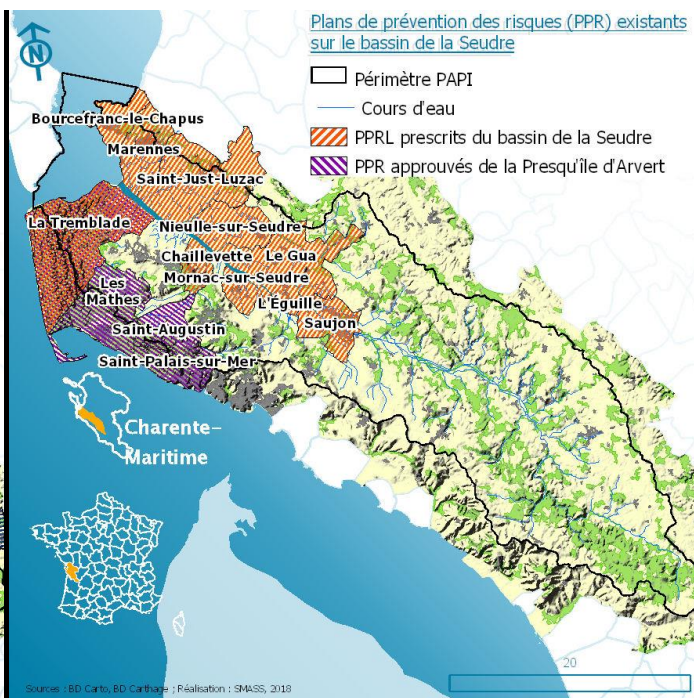 Plans de prévention des risques (PPR) existants
sur le bassin de la Seudre
N
Périmètre PAPI
Cours d'eau
PPRL prescrits du bassin de la Seudre
PPR approuvés de la Presqu'île d'Arvert
Bourcefranc-le-Chapus
Marennes
Saint-Just-Luzac
La Tremblade
Nieulle-sur-Seudre
Chaillevette
Le Gua
Mornac-sur-Seudre
Les
Mathes
L'Éguille
Saujon
Saint-Augustin
Saint-Palais-sur-Mer
Charente-
Maritime
20
Sources : BD Carto, BD Carthage ; Réalisation : SMASS, 2018